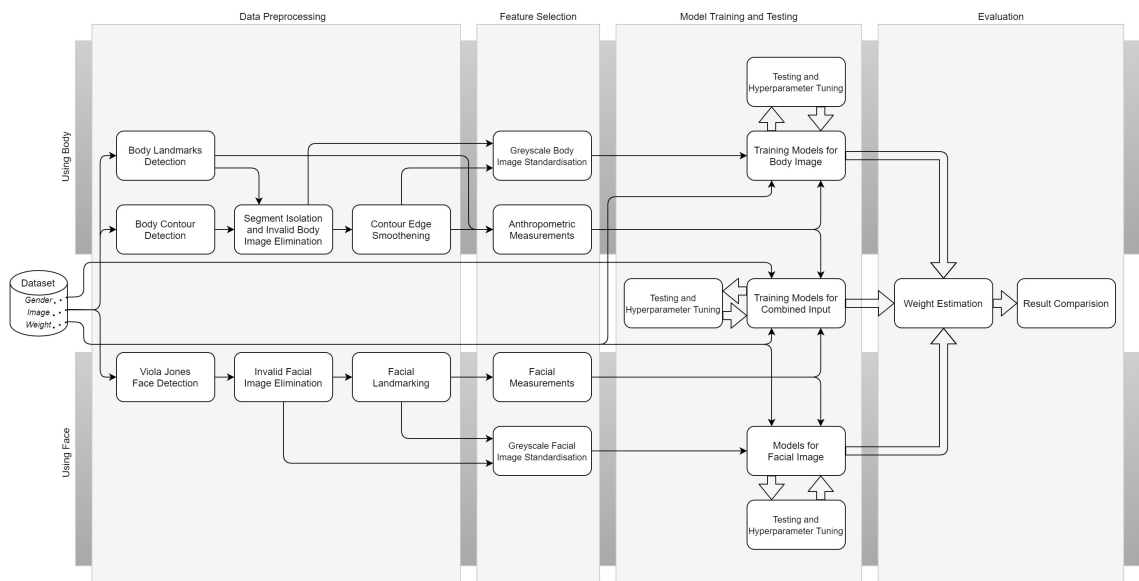 Data Preprocessing
Feature Selection
Model Training and Testing
Evaluation
Using Body
Testing and
Hyperparameter Tuning
Body Landmarks
Detection
Greyscale Body
Image Standardisation
Training Models for
Body Image
Body Contour
Detection
Segment Isolation
and Invalid Body
Image Elimination
Contour Edge
Smoothening
Anthropometric
Measurements
Dataset
Gender
Image
Weight
Testing and
Hyperparameter Tuning
Training Models for
Combined Input
Weight Estimation
Result Comparision
Using Face
Viola Jones
Face Detection
Invalid Facial
Image Elimination
Facial
Landmarking
Facial
Measurements
Greyscale Facial
Image Standardisation
Models for
Facial Image
Testing and
Hyperparameter Tuning